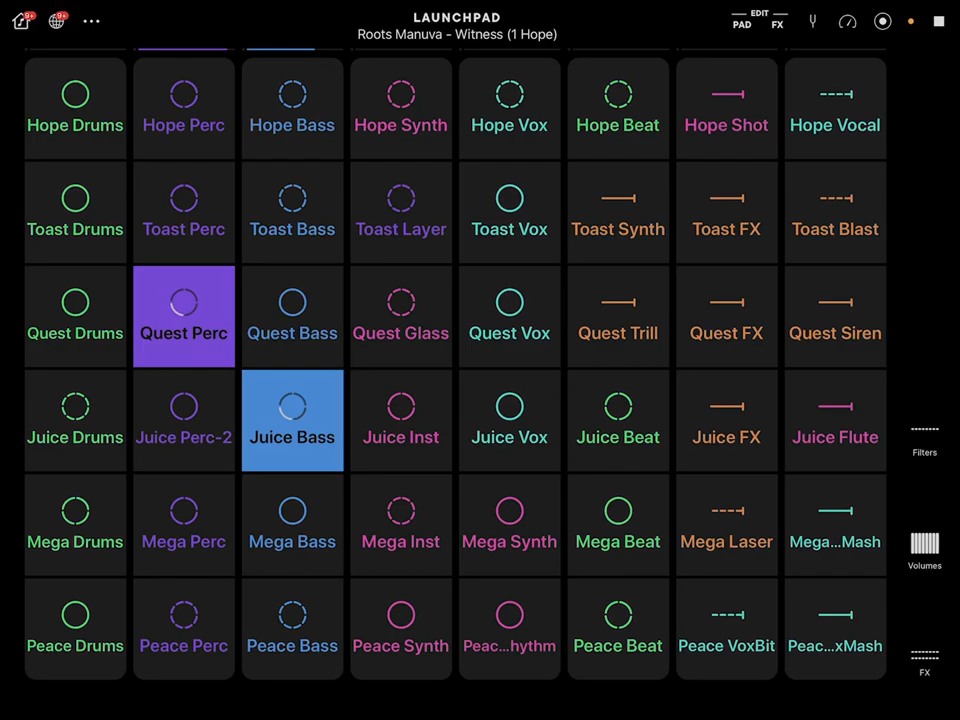 9+
9+
LAUNCHPAD
Roots Manuva - Witness (1 Hope)
EDIT
PAD FX
Hope Drums Hope Perc Hope Bass Hope Synth Hope Vox Hope Beat Hope Shot Hope Vocal
Toast Drums Toast Perc Toast Bass Toast Layer Toast Vox Toast Synth Toast FX Toast Blast
Quest Drums Quest Perc Quest Bass Quest Glass Quest Vox Quest Trill Quest FX Quest Siren
Juice Drums Juice Perc-2 Juice Bass Juice Inst Juice Vox Juice Beat Juice FX Juice Flute
Filters
Mega Drums Mega Perc Mega Bass Mega Inst Mega Synth Mega Beat Mega Laser Mega...Mash
Volumes
Peace Drums Peace Perc Peace Bass Peace Synth Peac...hythm Peace Beat Peace VoxBit Peac...xMash
FX